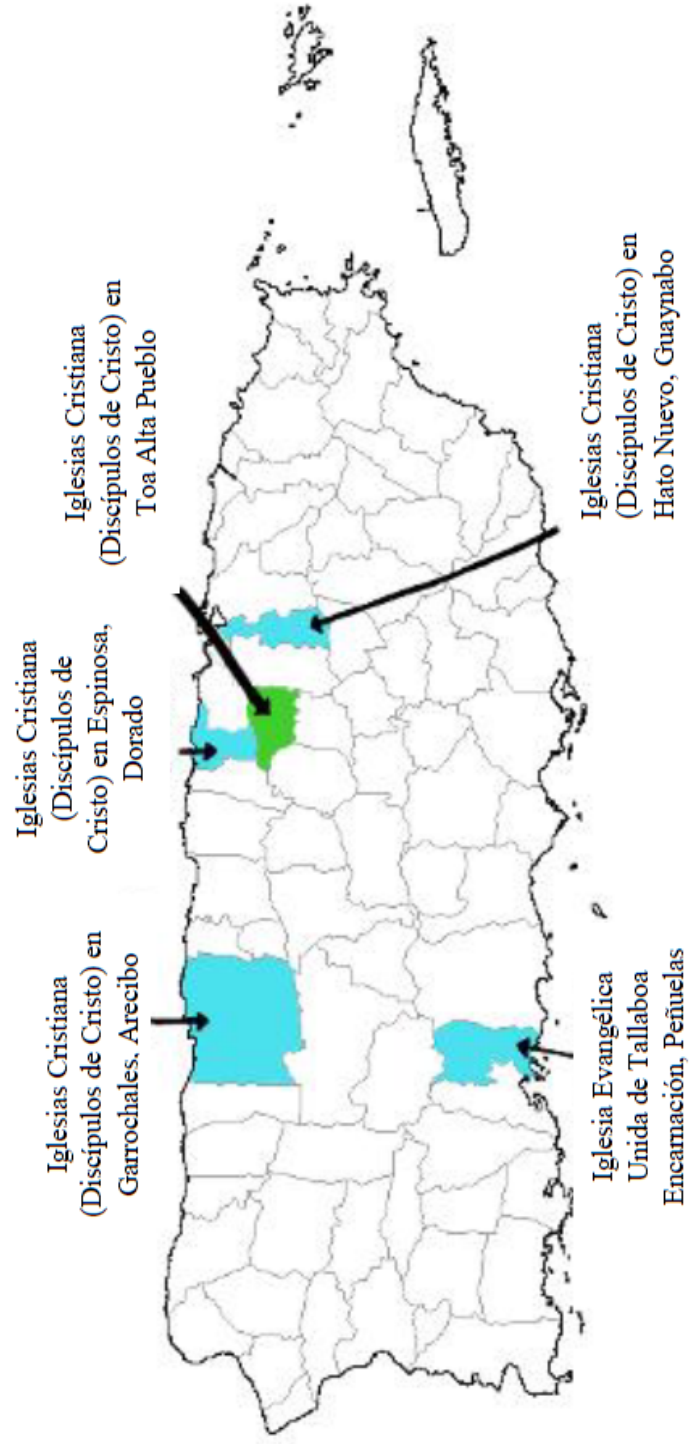 Iglesias Cristiana
(Discípulos de Cristo) en
Garrochales, Arecibo
Iglesias Cristiana
(Discípulos de
Cristo) en Espinosa,
Dorado
Iglesias Cristiana
(Discípulos de Cristo) en
Toa Alta Pueblo
Iglesia Evangélica
Unida de Tallaboa
Encarnación, Peñuelas
Iglesias Cristiana
(Discípulos de Cristo) en
Hato Nuevo, Guaynabo